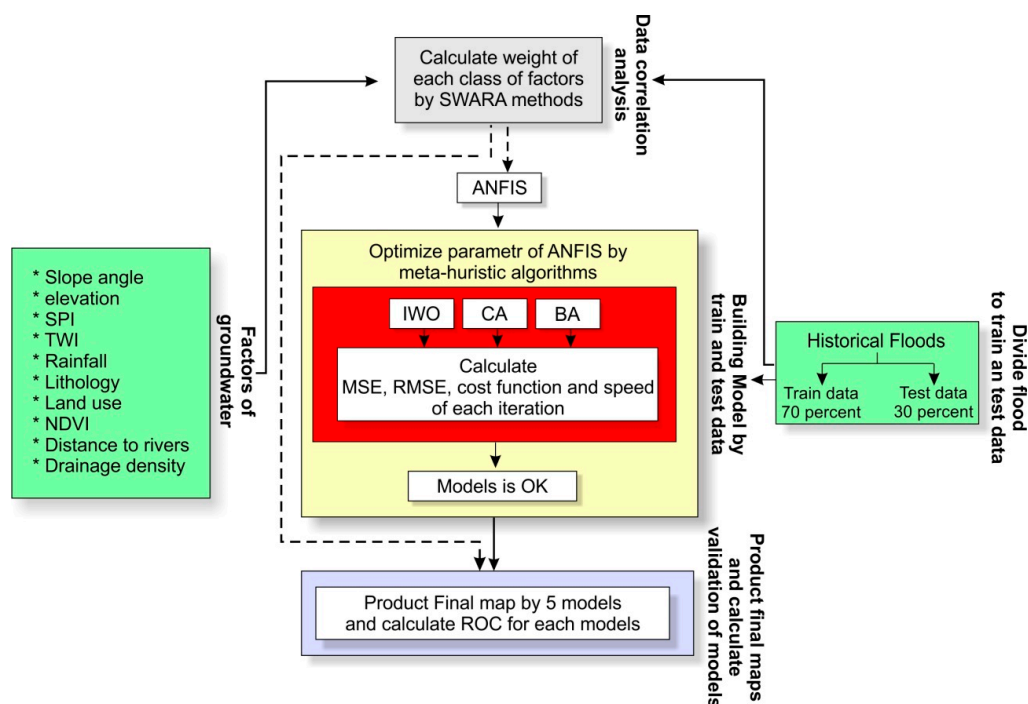 Calculate weight of
each class of factors
by SWARA methods
Data correlation
analysis
ANFIS
Optimize parametr of ANFIS by
meta-huristic algorithms
IWO
CA
BA
Calculate
MSE, RMSE, cost function and speed
of each iteration
Models is OK
Building Model by
train and test data
* Slope angle
* elevation
* SPI
* TWI
* Rainfall
* Lithology
* Land use
* NDVI
* Distance to rivers
* Drainage density
Factors of
groundwater
Historical Floods
Train data
70 percent
Test data
30 percent
Divide flood
to train an test data
Product Final map by 5 models
and calculate ROC for each models
Product final maps
and calculate
validation of models